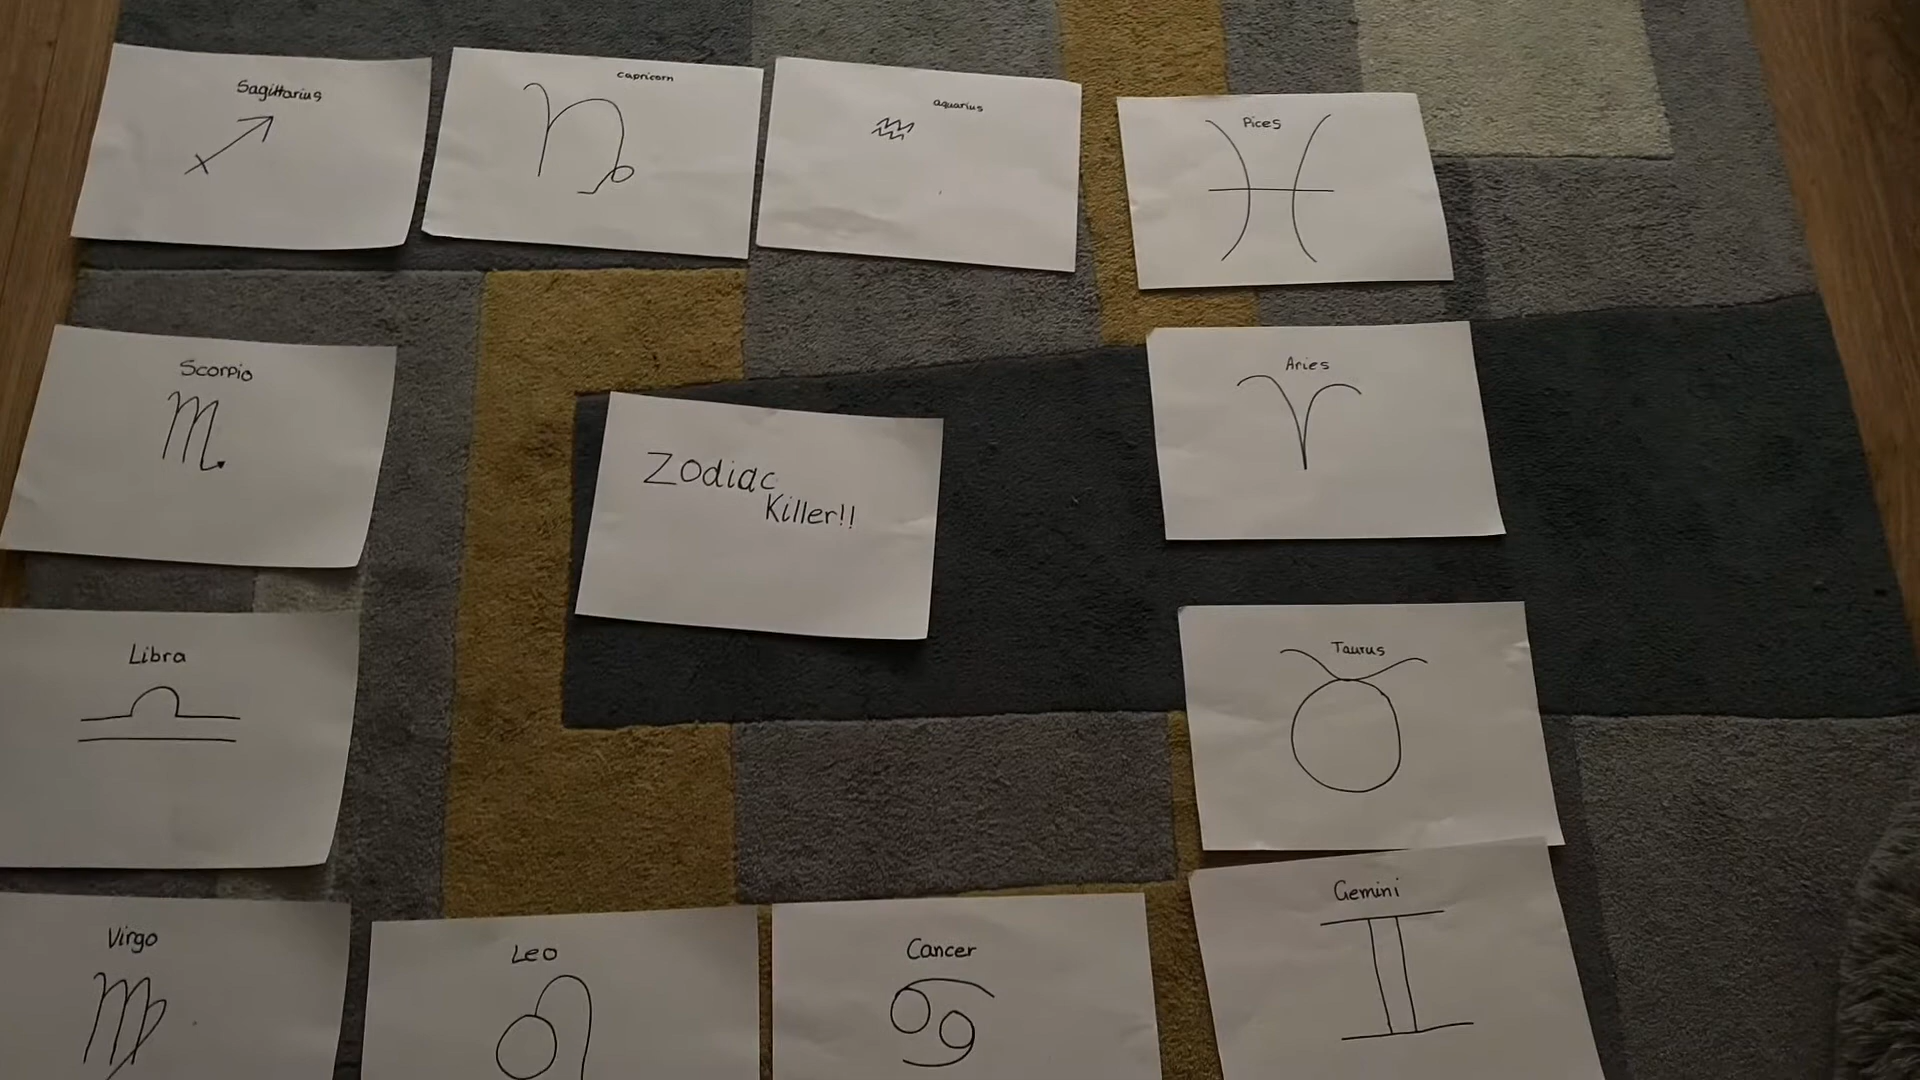 Sagittarius
capricorn
aquarius
Pices
Scorpio
Aries
Zodiac
Killer!!
Libra
Taurus
Virgo
Leo
Cancer
Gemini